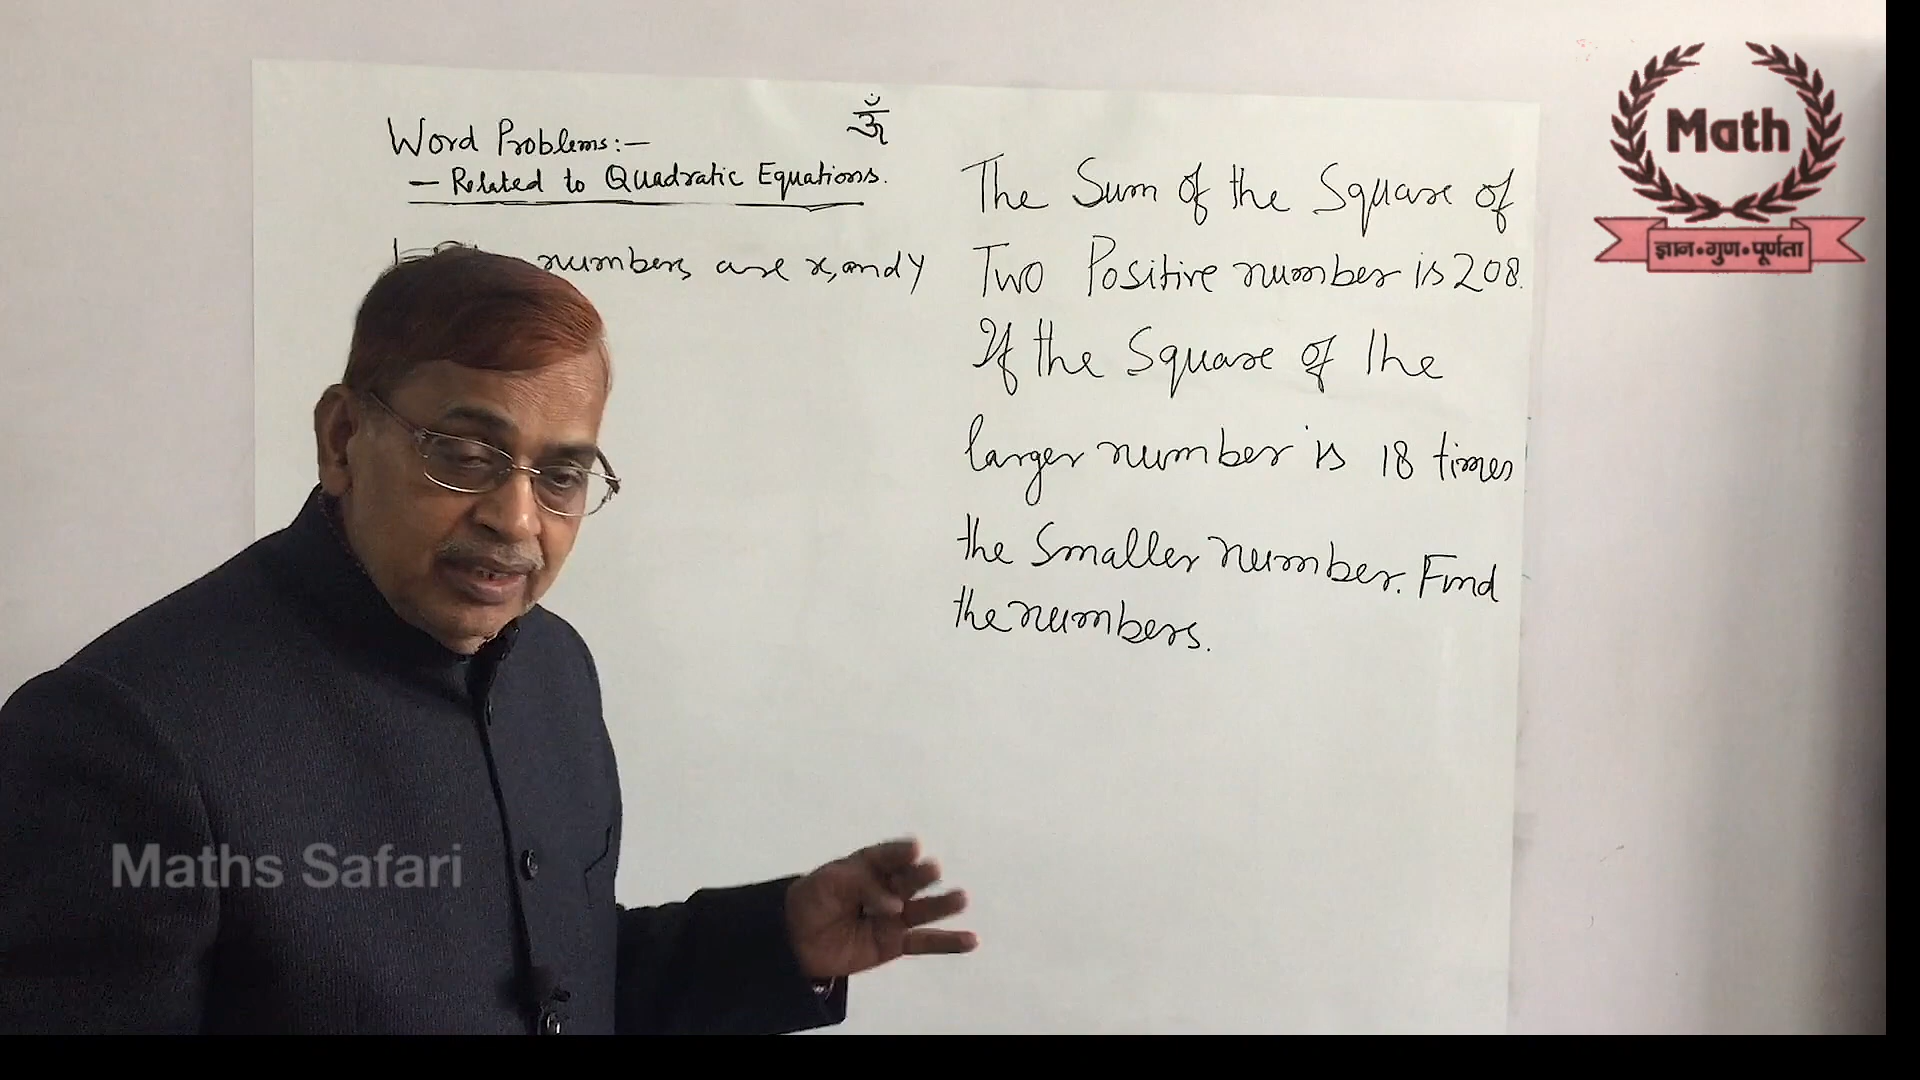 ॐ
Word Problems:-
- Related to Quadratic Equations.
numbers are x, and y
The Sum of the Square of
Two Positive number is 208.
If the Square of the
larger number is 18 times
the Smaller number. Find
the numbers.
Math
ज्ञान•गुण•पूर्णता
Maths Safari